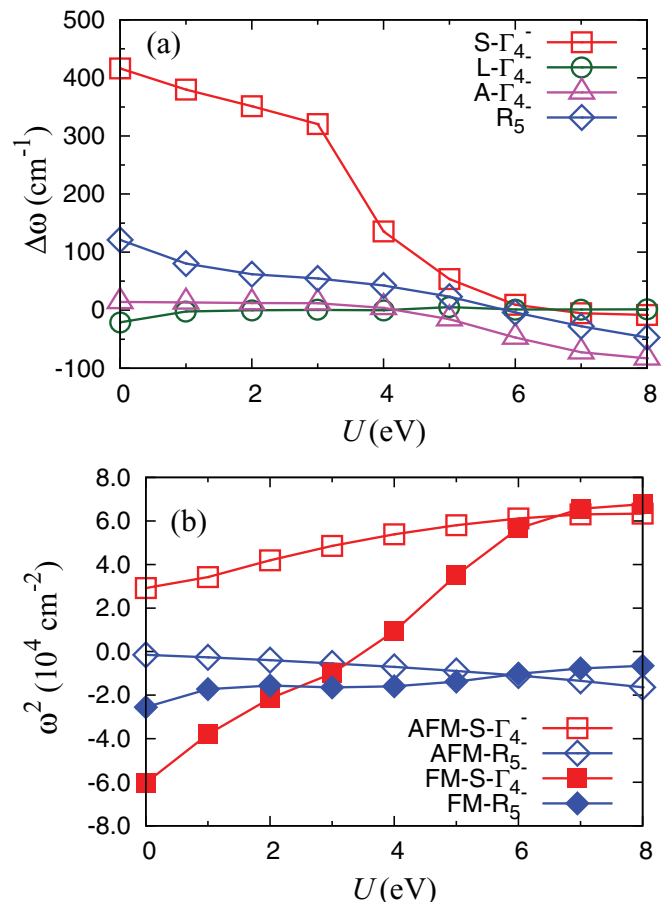 (a)
S-Γ₄⁻
L-Γ₄⁻
A-Γ₄⁻
R₅
500
400
300
200
100
0
-100
Δω (cm⁻¹)
0 2 4 6 8
U (eV)
(b)
8.0
6.0
4.0
2.0
0.0
-2.0
-4.0
-6.0
-8.0
ω² (10⁴ cm⁻²)
AFM-S-Γ₄⁻
AFM-R₅⁻
FM-S-Γ₄⁻
FM-R₅⁻
0 2 4 6 8
U (eV)